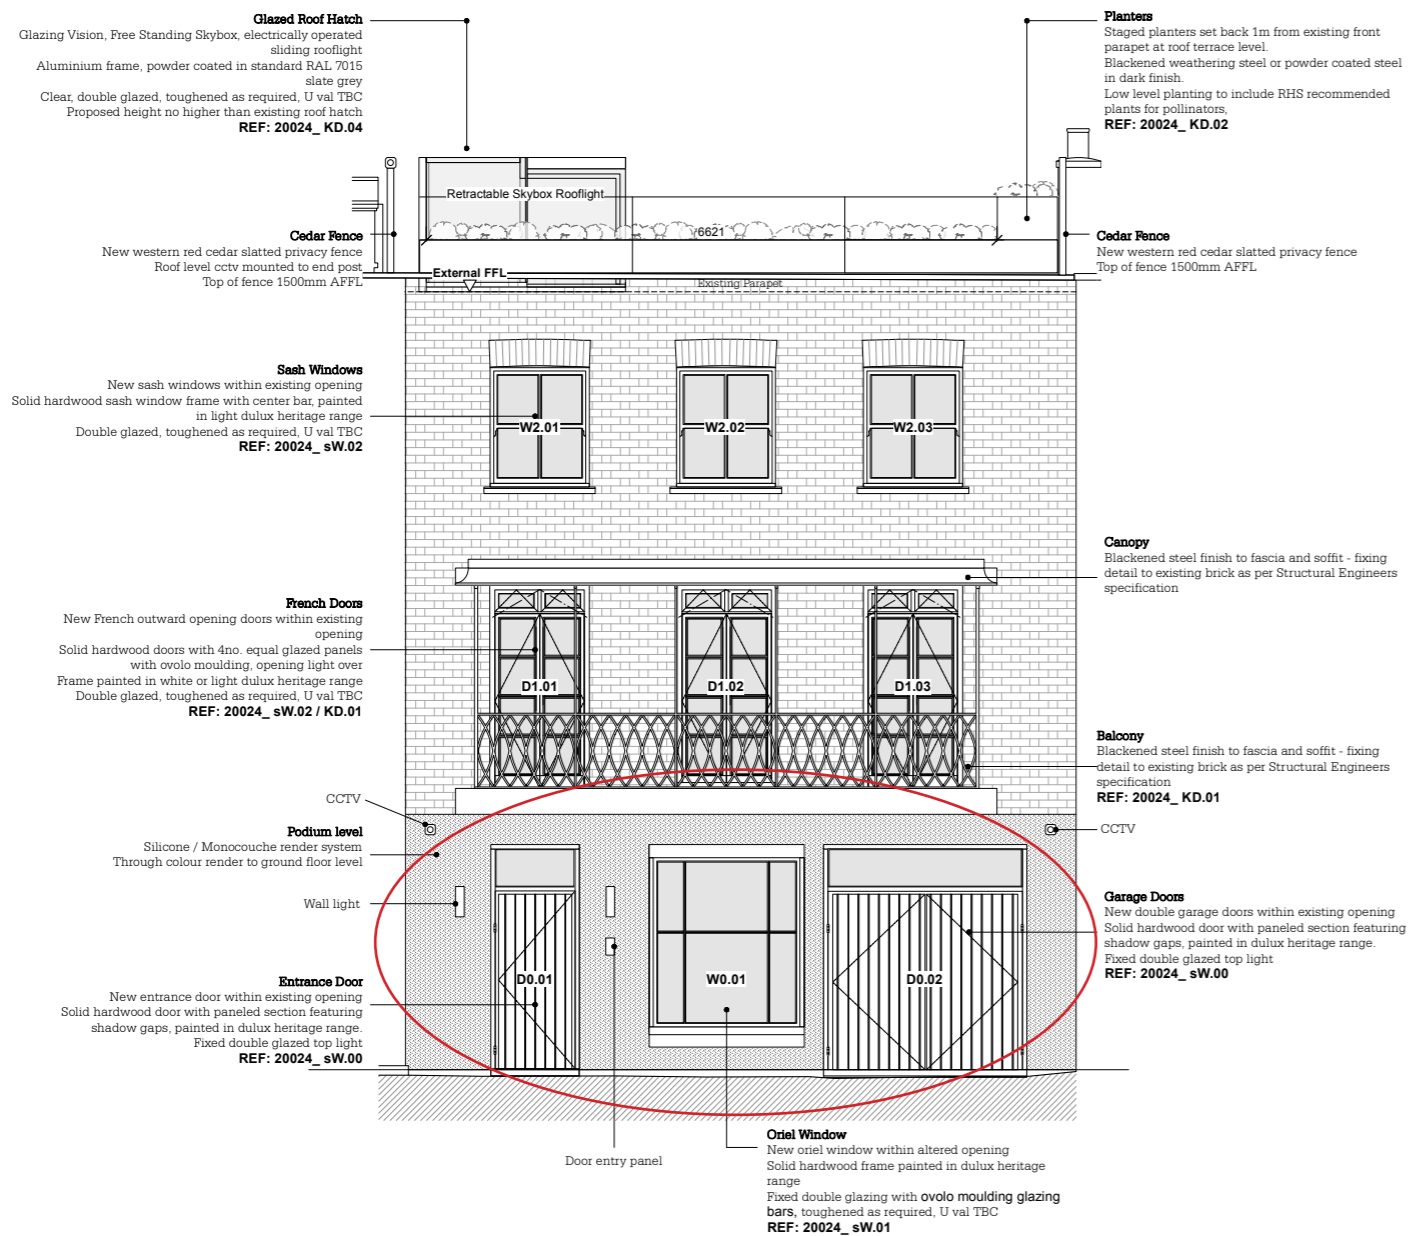 Glazed Roof Hatch
Glazing Vision, Free Standing Skybox, electrically operated
sliding rooflight
Aluminium frame, powder coated in standard RAL 7015
slate grey
Clear, double glazed, toughened as required, U val TBC
Proposed height no higher than existing roof hatch
REF: 20024_ KD.04
Planters
Staged planters set back 1m from existing front
parapet at roof terrace level.
Blackened weathering steel or powder coated steel
in dark finish.
Low level planting to include RHS recommended
plants for pollinators,
REF: 20024_ KD.02
Retractable Skybox Rooflight
6621
Cedar Fence
New western red cedar slatted privacy fence
Roof level cctv mounted to end post
Top of fence 1500mm AFFL
Cedar Fence
New western red cedar slatted privacy fence
Top of fence 1500mm AFFL
External FFL
Existing Parapet
Sash Windows
New sash windows within existing opening
Solid hardwood sash window frame with center bar, painted
in light dulux heritage range
Double glazed, toughened as required, U val TBC
REF: 20024_ sW.02
W2.01
W2.02
W2.03
Canopy
Blackened steel finish to fascia and soffit - fixing
detail to existing brick as per Structural Engineers
specification
French Doors
New French outward opening doors within existing
opening
Solid hardwood doors with 4no. equal glazed panels
with ovolo moulding, opening light over
Frame painted in white or light dulux heritage range
Double glazed, toughened as required, U val TBC
REF: 20024_ sW.02 / KD.01
D1.01
D1.02
D1.03
Balcony
Blackened steel finish to fascia and soffit - fixing
detail to existing brick as per Structural Engineers
specification
REF: 20024_ KD.01
CCTV
CCTV
Podium level
Silicone / Monocouche render system
Through colour render to ground floor level
Wall light
Garage Doors
New double garage doors within existing opening
Solid hardwood door with paneled section featuring
shadow gaps, painted in dulux heritage range.
Fixed double glazed top light
REF: 20024_ sW.00
Entrance Door
New entrance door within existing opening
Solid hardwood door with paneled section featuring
shadow gaps, painted in dulux heritage range.
Fixed double glazed top light
REF: 20024_ sW.00
D0.01
W0.01
D0.02
Door entry panel
Oriel Window
New oriel window within altered opening
Solid hardwood frame painted in dulux heritage
range
Fixed double glazing with ovolo moulding glazing
bars, toughened as required, U val TBC
REF: 20024_ sW.01